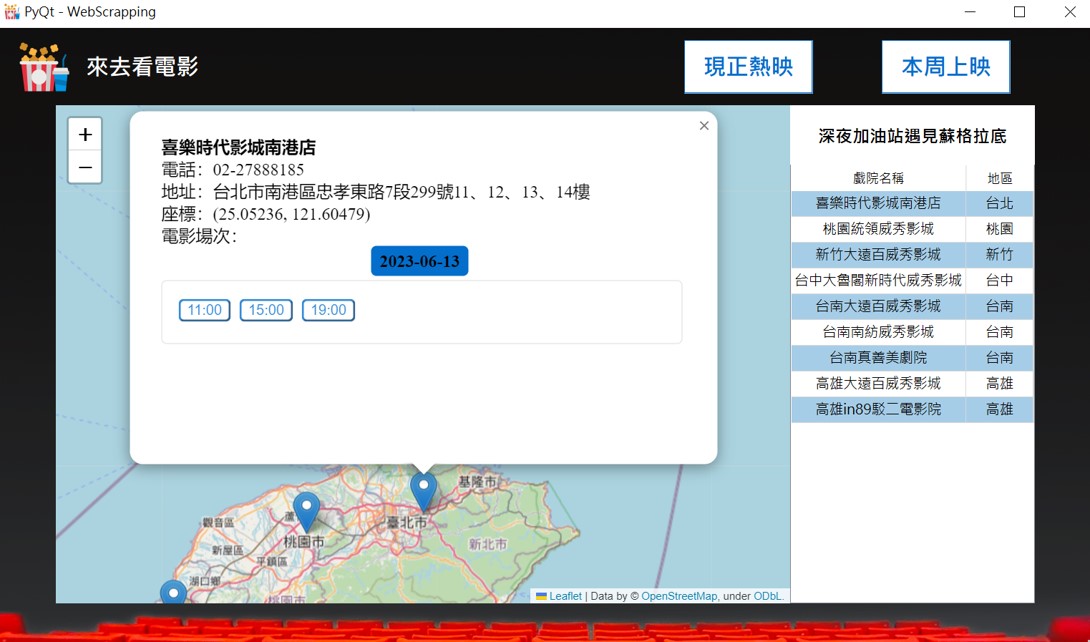 PyQt - WebScrapping
來去看電影
現正熱映
本周上映
+
−
×
喜樂時代影城南港店
電話: 02-27888185
地址: 台北市南港區忠孝東路7段299號11、12、13、14樓
座標: (25.05236, 121.60479)
電影場次:
2023-06-13
11:00 15:00 19:00
基隆市
觀音區
蘆
臺北市
桃園市
新北市
新屋區
平鎮區
湖口鄉
桃園市
Leaflet | Data by © OpenStreetMap, under ODbL.
深夜加油站遇見蘇格拉底
戲院名稱 地區
喜樂時代影城南港店 台北
桃園統領威秀影城 桃園
新竹大遠百威秀影城 新竹
台中大魯閣新時代威秀影城 台中
台南大遠百威秀影城 台南
台南南紡威秀影城 台南
台南真善美劇院 台南
高雄大遠百威秀影城 高雄
高雄in89駁二電影院 高雄